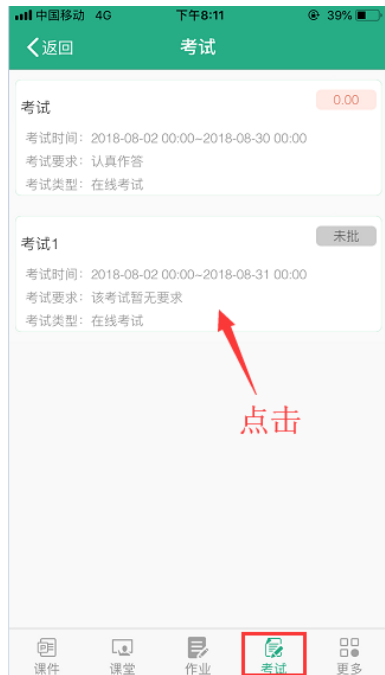 中国移动 4G 下午8:11 39%
返回 考试
考试 0.00
考试时间：2018-08-02 00:00~2018-08-30 00:00
考试要求：认真作答
考试类型：在线考试
考试1 未批
考试时间：2018-08-02 00:00~2018-08-31 00:00
考试要求：该考试暂无要求
考试类型：在线考试
点击
课件 课堂 作业 考试 更多